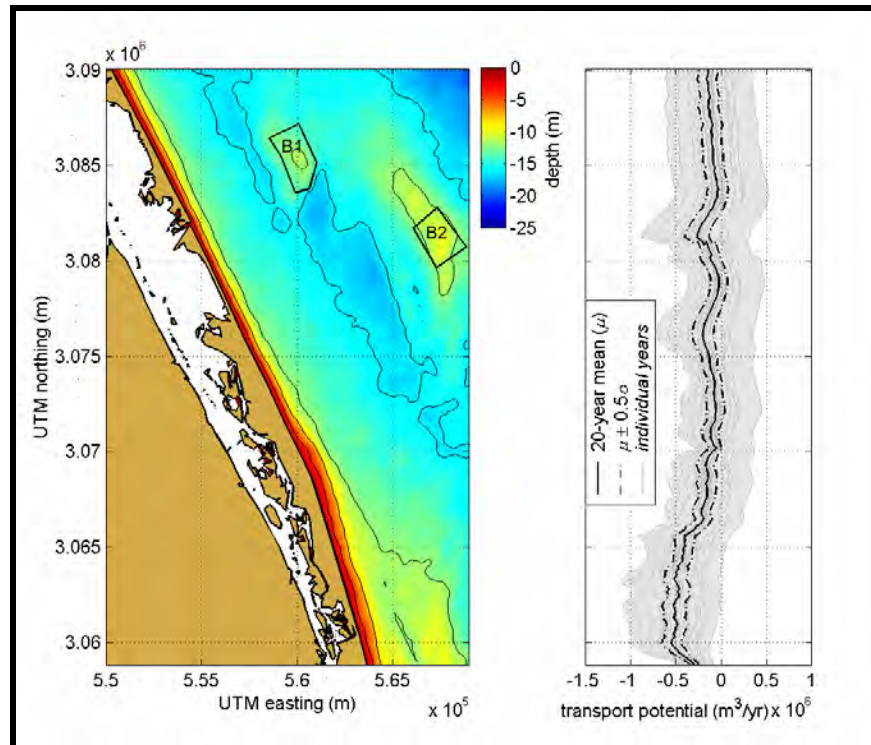 x 10⁶
3.09
3.085
3.08
3.075
3.07
3.065
3.06
UTM northing (m)
5.5
5.55
5.6
5.65
UTM easting (m)
x 10⁵
B1
B2
0
-5
-10
-15
-20
-25
depth (m)
20-year mean (μ)
μ ± 0.5σ
individual years
-1.5
-1
-0.5
0
0.5
1
transport potential (m³/yr) x 10⁶